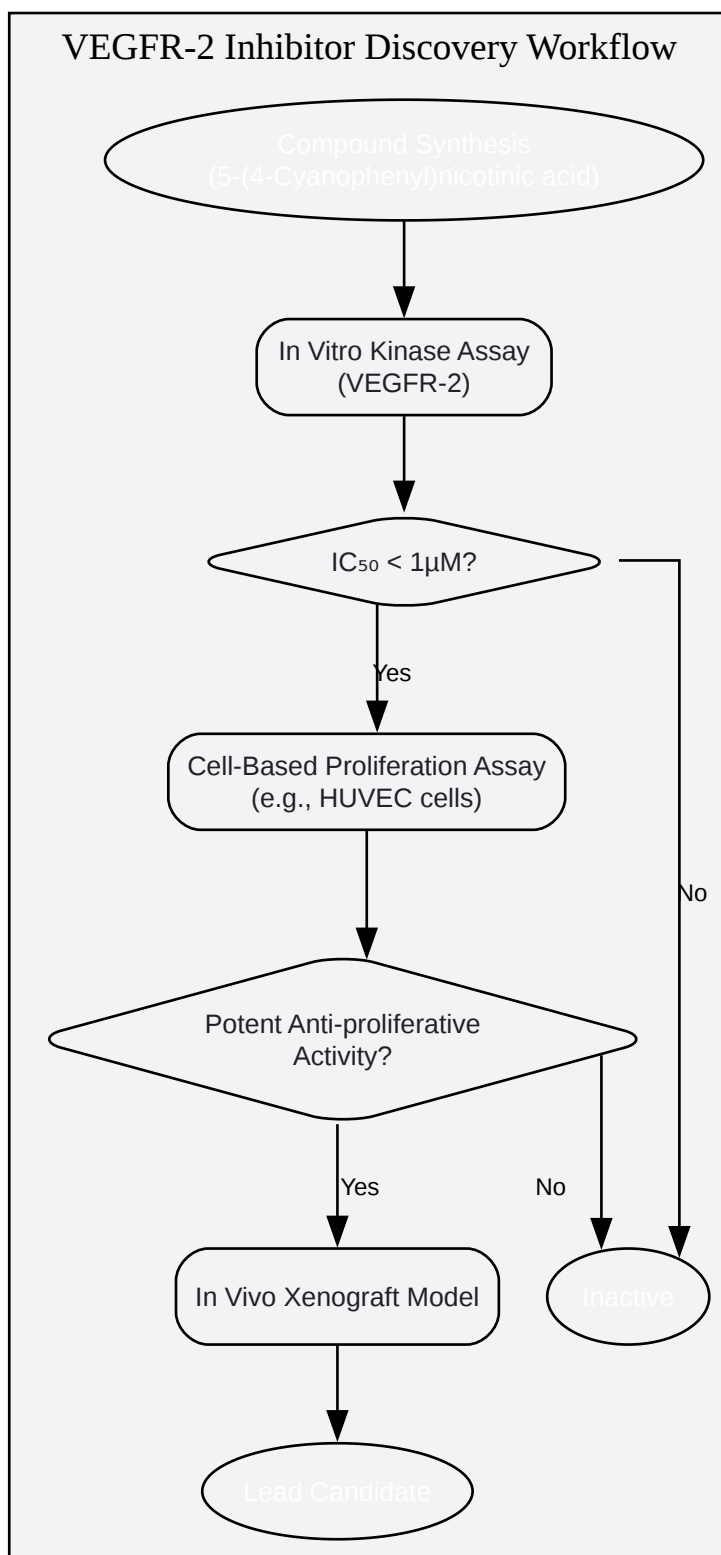 VEGFR-2 Inhibitor Discovery Workflow
Compound Synthesis
(5-(4-Cyanophenyl)nicotinic acid)
In Vitro Kinase Assay
(VEGFR-2)
IC₅₀ < 1µM?
Yes
Cell-Based Proliferation Assay
(e.g., HUVEC cells)
No
Potent Anti-proliferative
Activity?
Yes
No
In Vivo Xenograft Model
Inactive
Lead Candidate